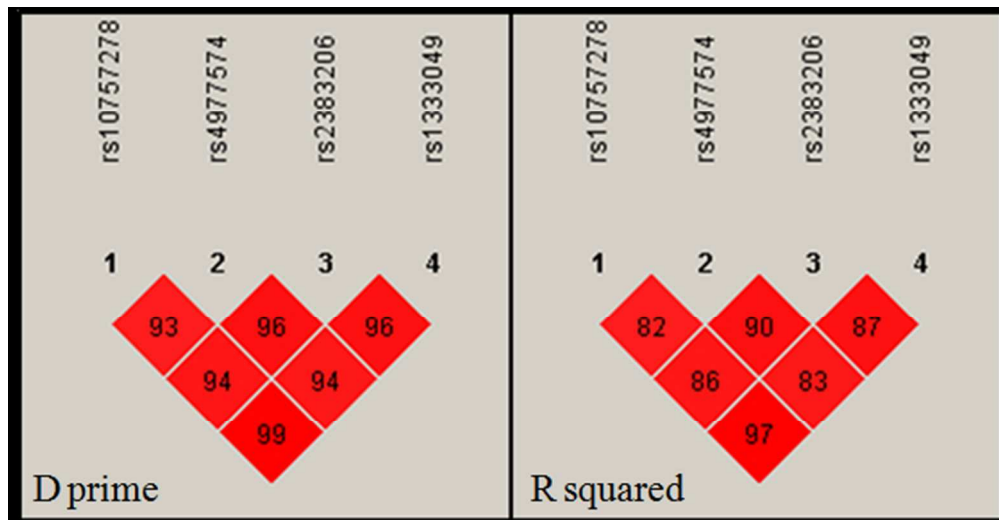 rs10757278 rs4977574 rs2383206 rs1333049
1 2 3 4
93 96 96
94 94
99
D prime
rs10757278 rs4977574 rs2383206 rs1333049
1 2 3 4
82 90 87
86 83
97
R squared